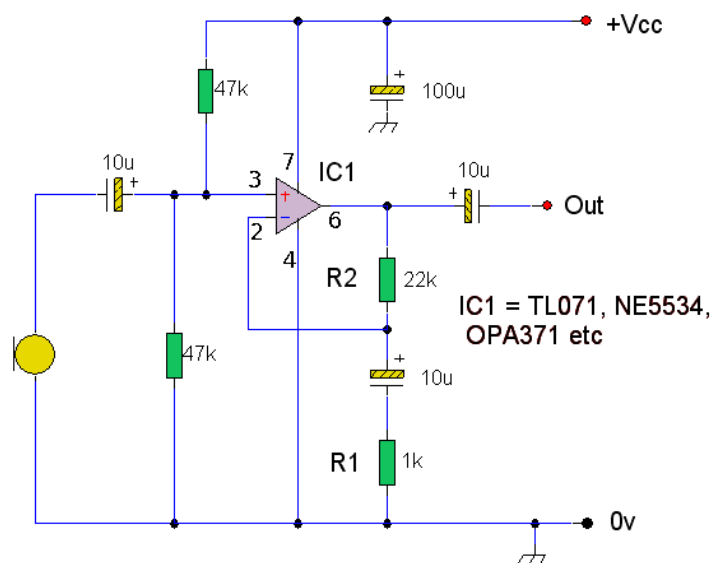 +Vcc
47k
+
100u
10u
+
7
IC1
3
+
10u
+
Out
-
6
2
4
R2
22k
IC1 = TL071, NE5534,
OPA371 etc
47k
+
10u
R1
1k
0v